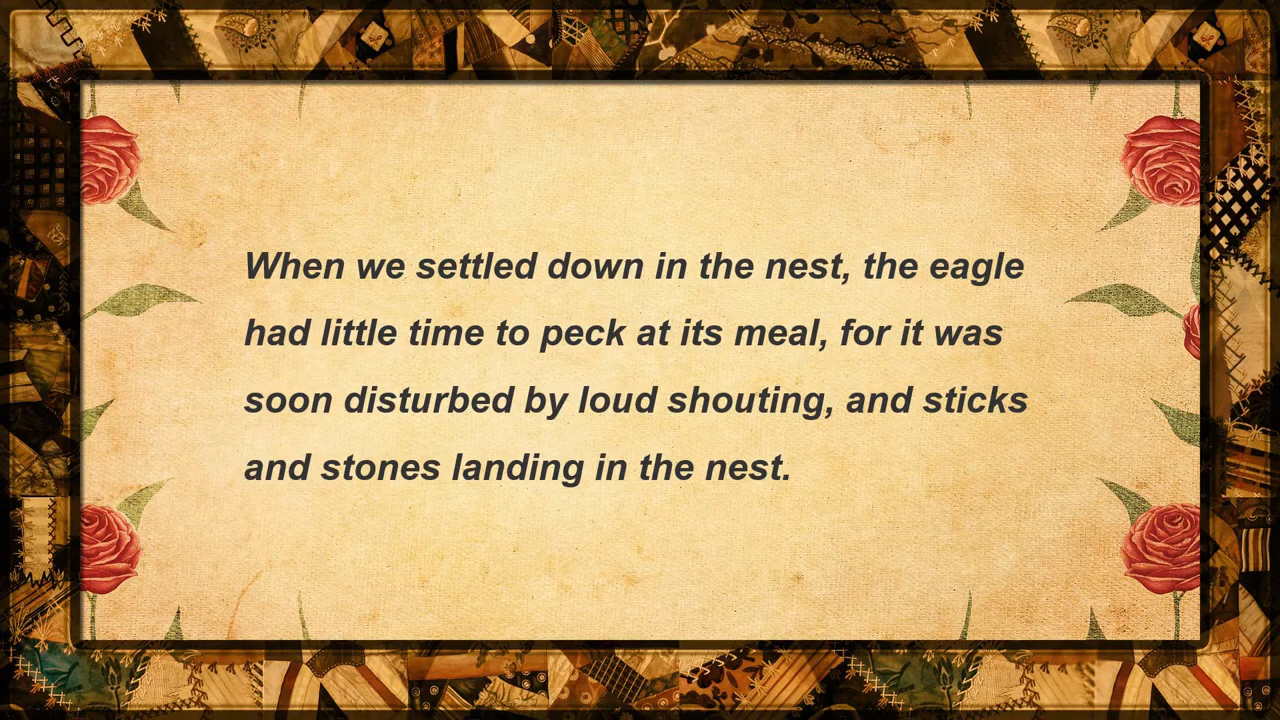 When we settled down in the nest, the eagle
had little time to peck at its meal, for it was
soon disturbed by loud shouting, and sticks
and stones landing in the nest.